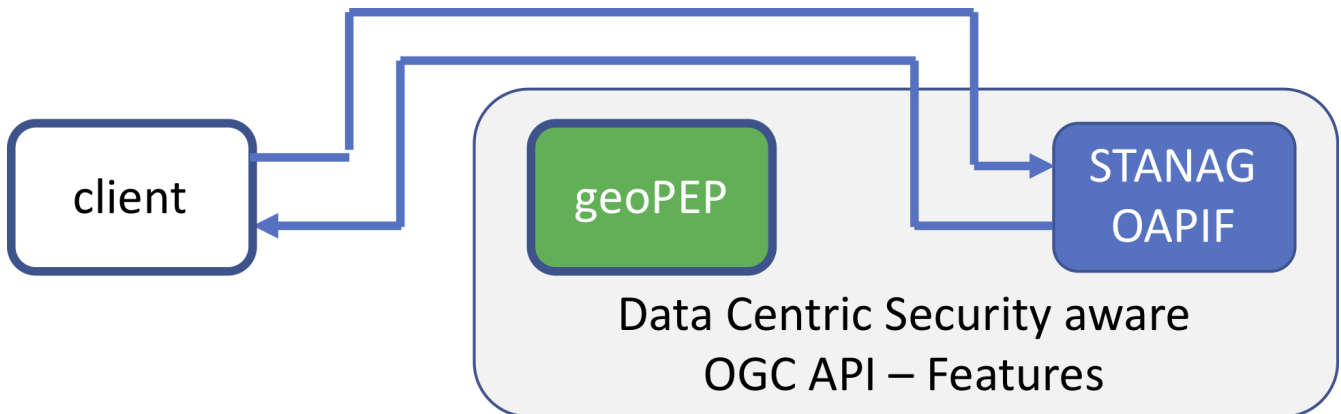 client
geoPEP
STANAG
OAPIF
Data Centric Security aware
OGC API – Features